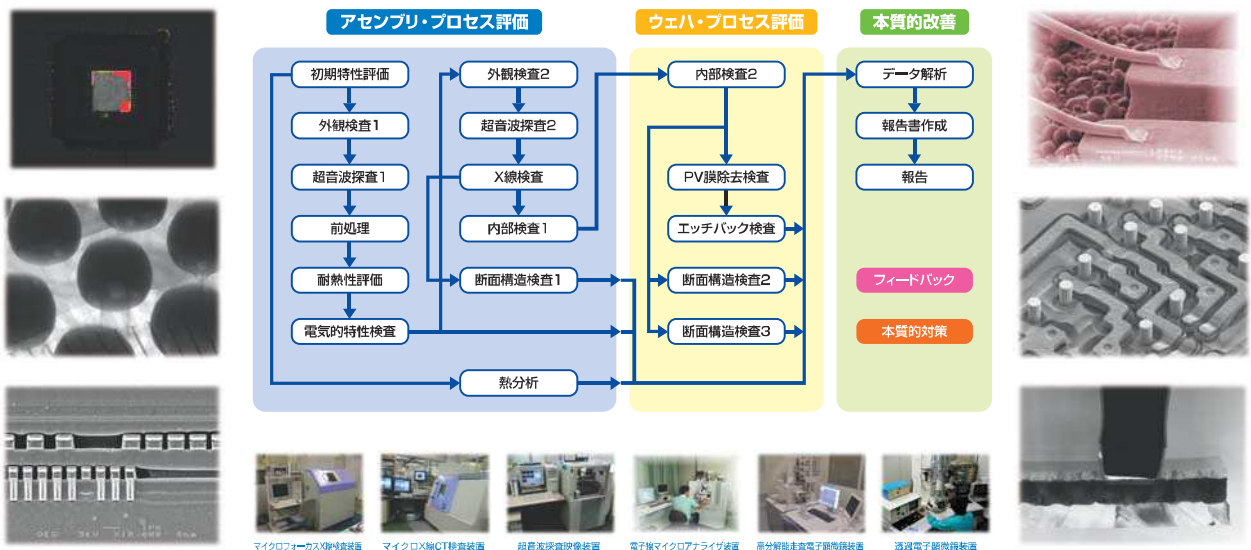 アセンブリ・プロセス評価
初期特性評価
外観検査1
超音波探査1
前処理
耐熱性評価
電気的特性検査
外観検査2
超音波探査2
X線検査
内部検査1
断面構造検査1
熱分析
ウェハ・プロセス評価
内部検査2
PV膜除去検査
エッチバック検査
断面構造検査2
断面構造検査3
本質的改善
データ解析
報告書作成
報告
フィードバック
本質的対策
マイクロフォーカスX線検査装置
マイクロX線CT検査装置
超音波探査映像装置
電子線マイクロアナライザ装置
高分解能走査電子顕微鏡装置
透過電子顕微鏡装置